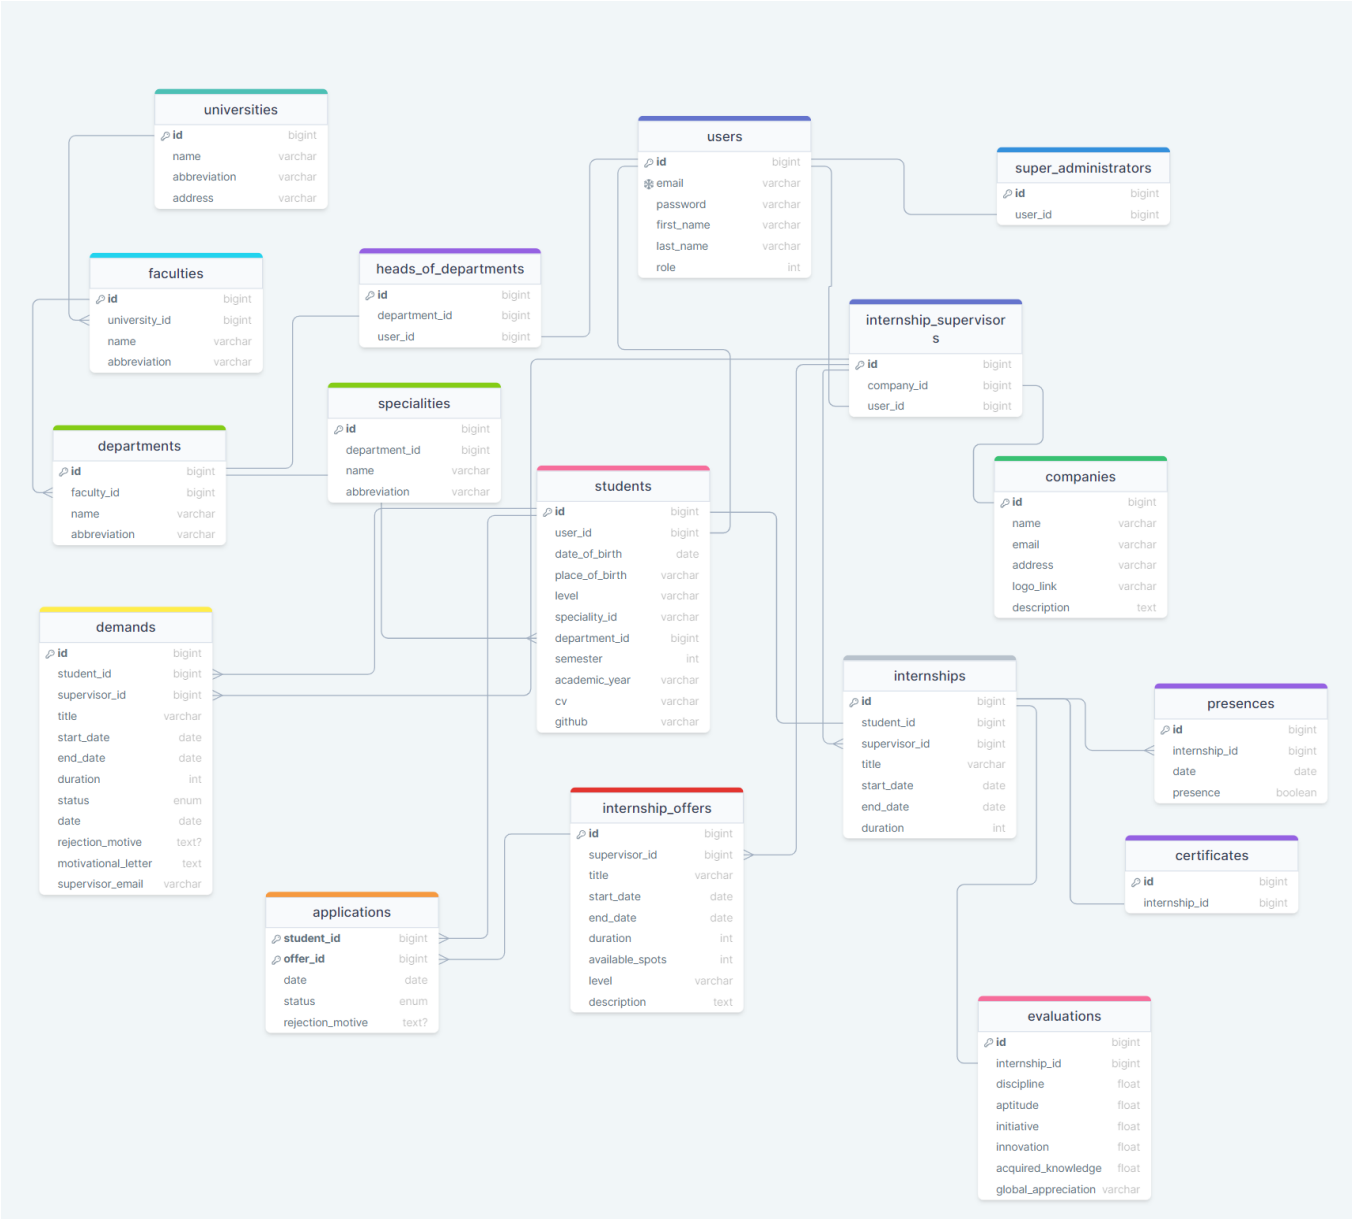 universities
id bigint
name varchar
abbreviation varchar
address varchar
users
id bigint
email varchar
password varchar
first_name varchar
last_name varchar
role int
super_administrators
id bigint
user_id bigint
faculties
id bigint
university_id bigint
name varchar
abbreviation varchar
heads_of_departments
id bigint
department_id bigint
user_id bigint
internship_supervisor
s
id bigint
company_id bigint
user_id bigint
specialities
id bigint
department_id bigint
name varchar
abbreviation varchar
departments
id bigint
faculty_id bigint
name varchar
abbreviation varchar
students
id bigint
user_id bigint
date_of_birth date
place_of_birth varchar
level varchar
speciality_id varchar
department_id bigint
semester int
academic_year varchar
cv varchar
github varchar
companies
id bigint
name varchar
email varchar
address varchar
logo_link varchar
description text
demands
id bigint
student_id bigint
supervisor_id bigint
title varchar
start_date date
end_date date
duration int
status enum
date date
rejection_motive text?
motivational_letter text
supervisor_email varchar
internships
id bigint
student_id bigint
supervisor_id bigint
title varchar
start_date date
end_date date
duration int
presences
id bigint
internship_id bigint
date date
presence boolean
internship_offers
id bigint
supervisor_id bigint
title varchar
start_date date
end_date date
duration int
available_spots int
level varchar
description text
certificates
id bigint
internship_id bigint
applications
student_id bigint
offer_id bigint
date date
status enum
rejection_motive text?
evaluations
id bigint
internship_id bigint
discipline float
aptitude float
initiative float
innovation float
acquired_knowledge float
global_appreciation varchar